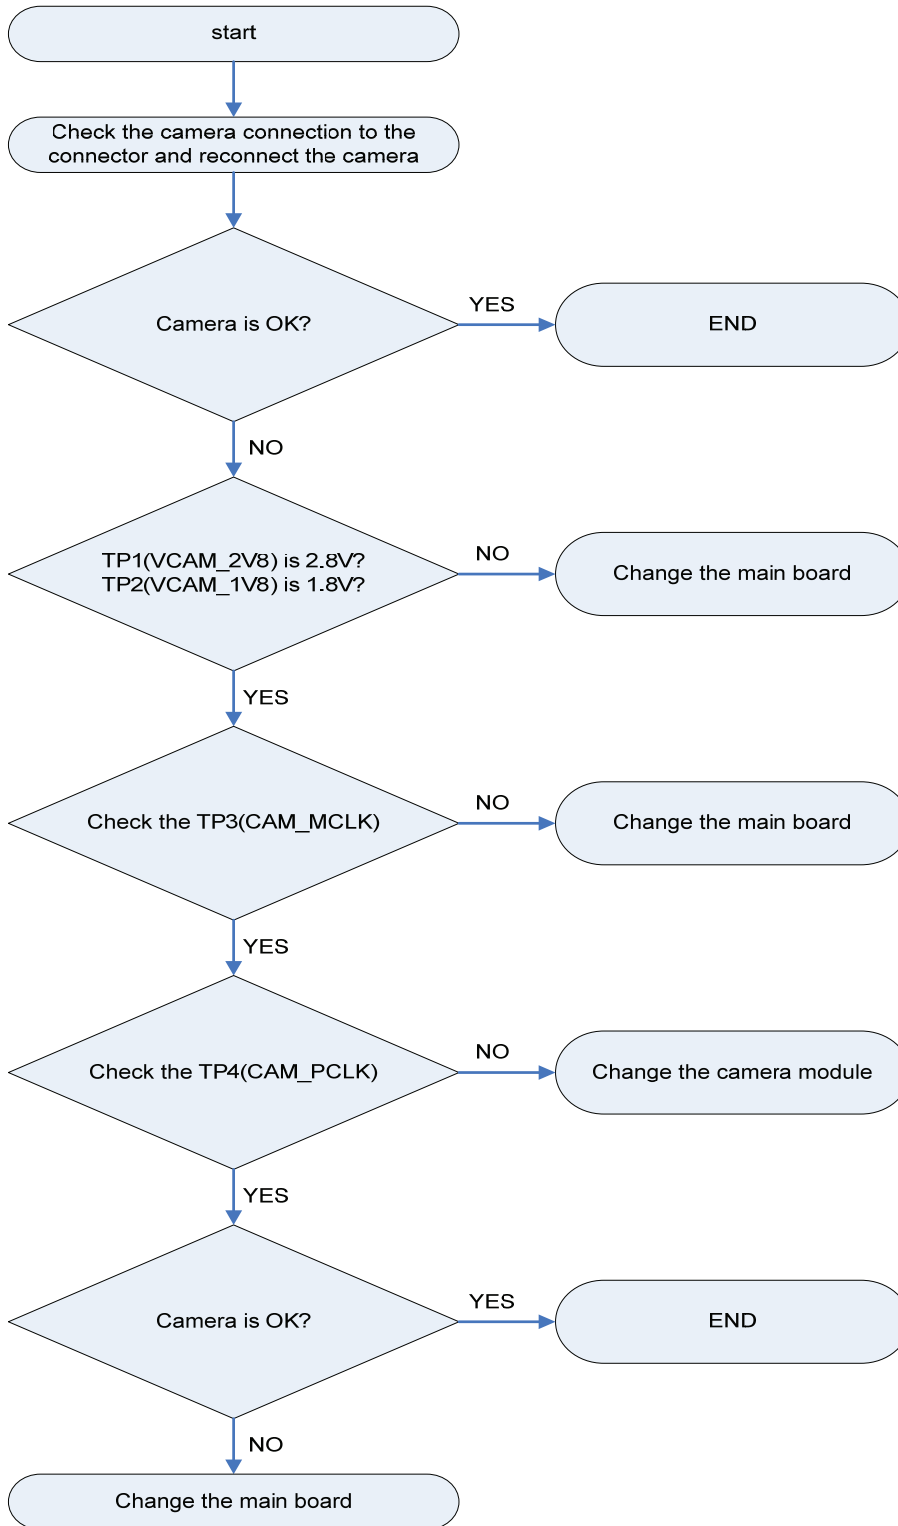 start
Check the camera connection to the
connector and reconnect the camera
Camera is OK?
YES
END
NO
TP1(VCAM_2V8) is 2.8V?
TP2(VCAM_1V8) is 1.8V?
NO
Change the main board
YES
Check the TP3(CAM_MCLK)
NO
Change the main board
YES
Check the TP4(CAM_PCLK)
NO
Change the camera module
YES
Camera is OK?
YES
END
NO
Change the main board